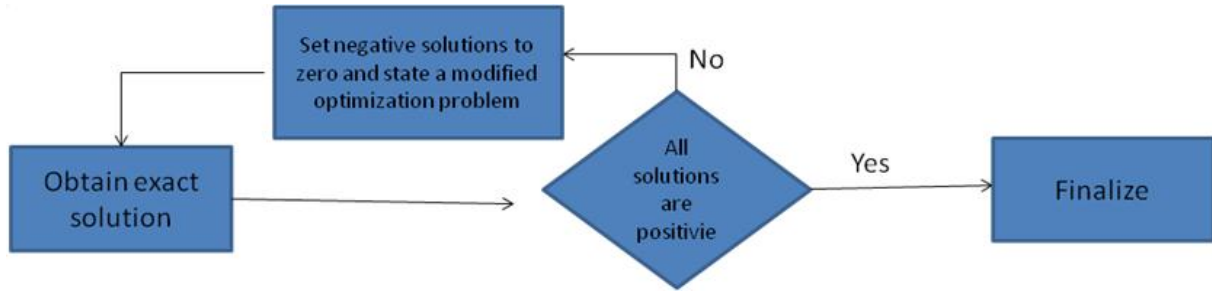 Set negative solutions to
zero and state a modified
optimization problem
No
Obtain exact
solution
All
solutions
are
positivie
Yes
Finalize